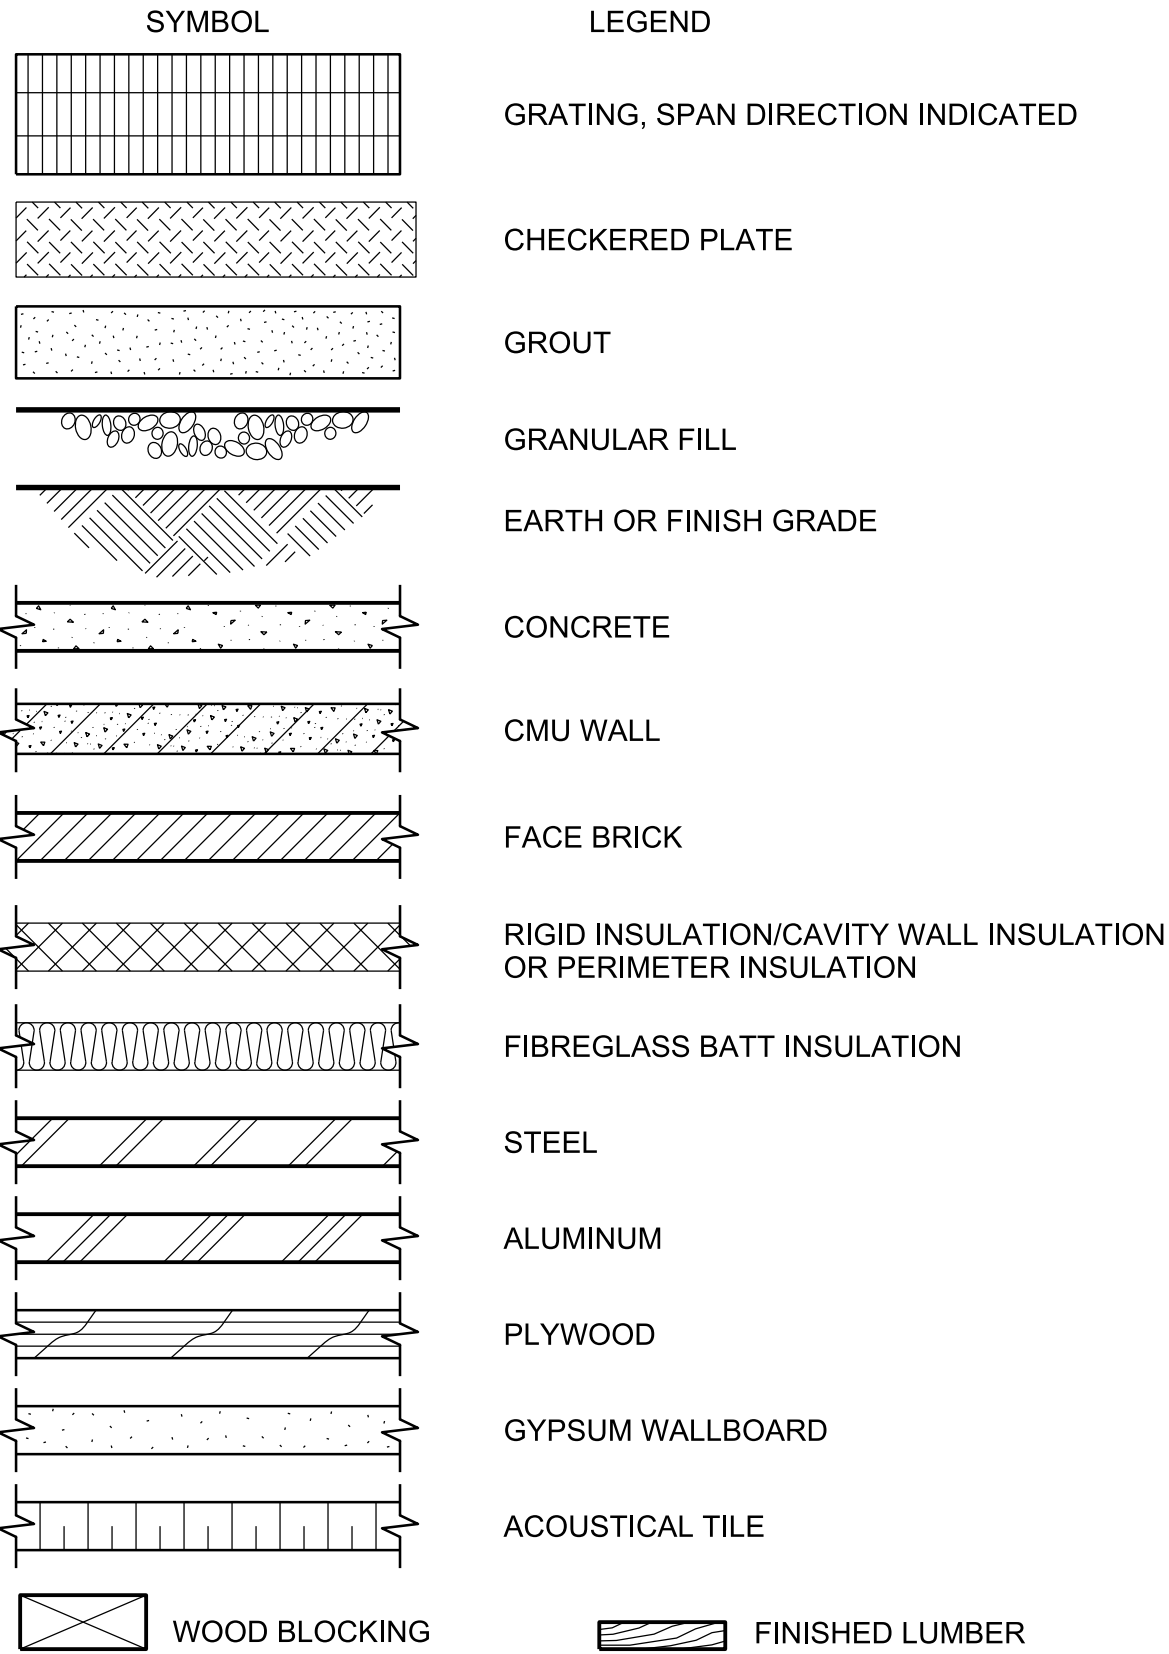 SYMBOL LEGEND
GRATING, SPAN DIRECTION INDICATED
CHECKERED PLATE
GROUT
GRANULAR FILL
EARTH OR FINISH GRADE
CONCRETE
CMU WALL
FACE BRICK
RIGID INSULATION/CAVITY WALL INSULATION
OR PERIMETER INSULATION
FIBREGLASS BATT INSULATION
STEEL
ALUMINUM
PLYWOOD
GYPSUM WALLBOARD
ACOUSTICAL TILE
WOOD BLOCKING FINISHED LUMBER